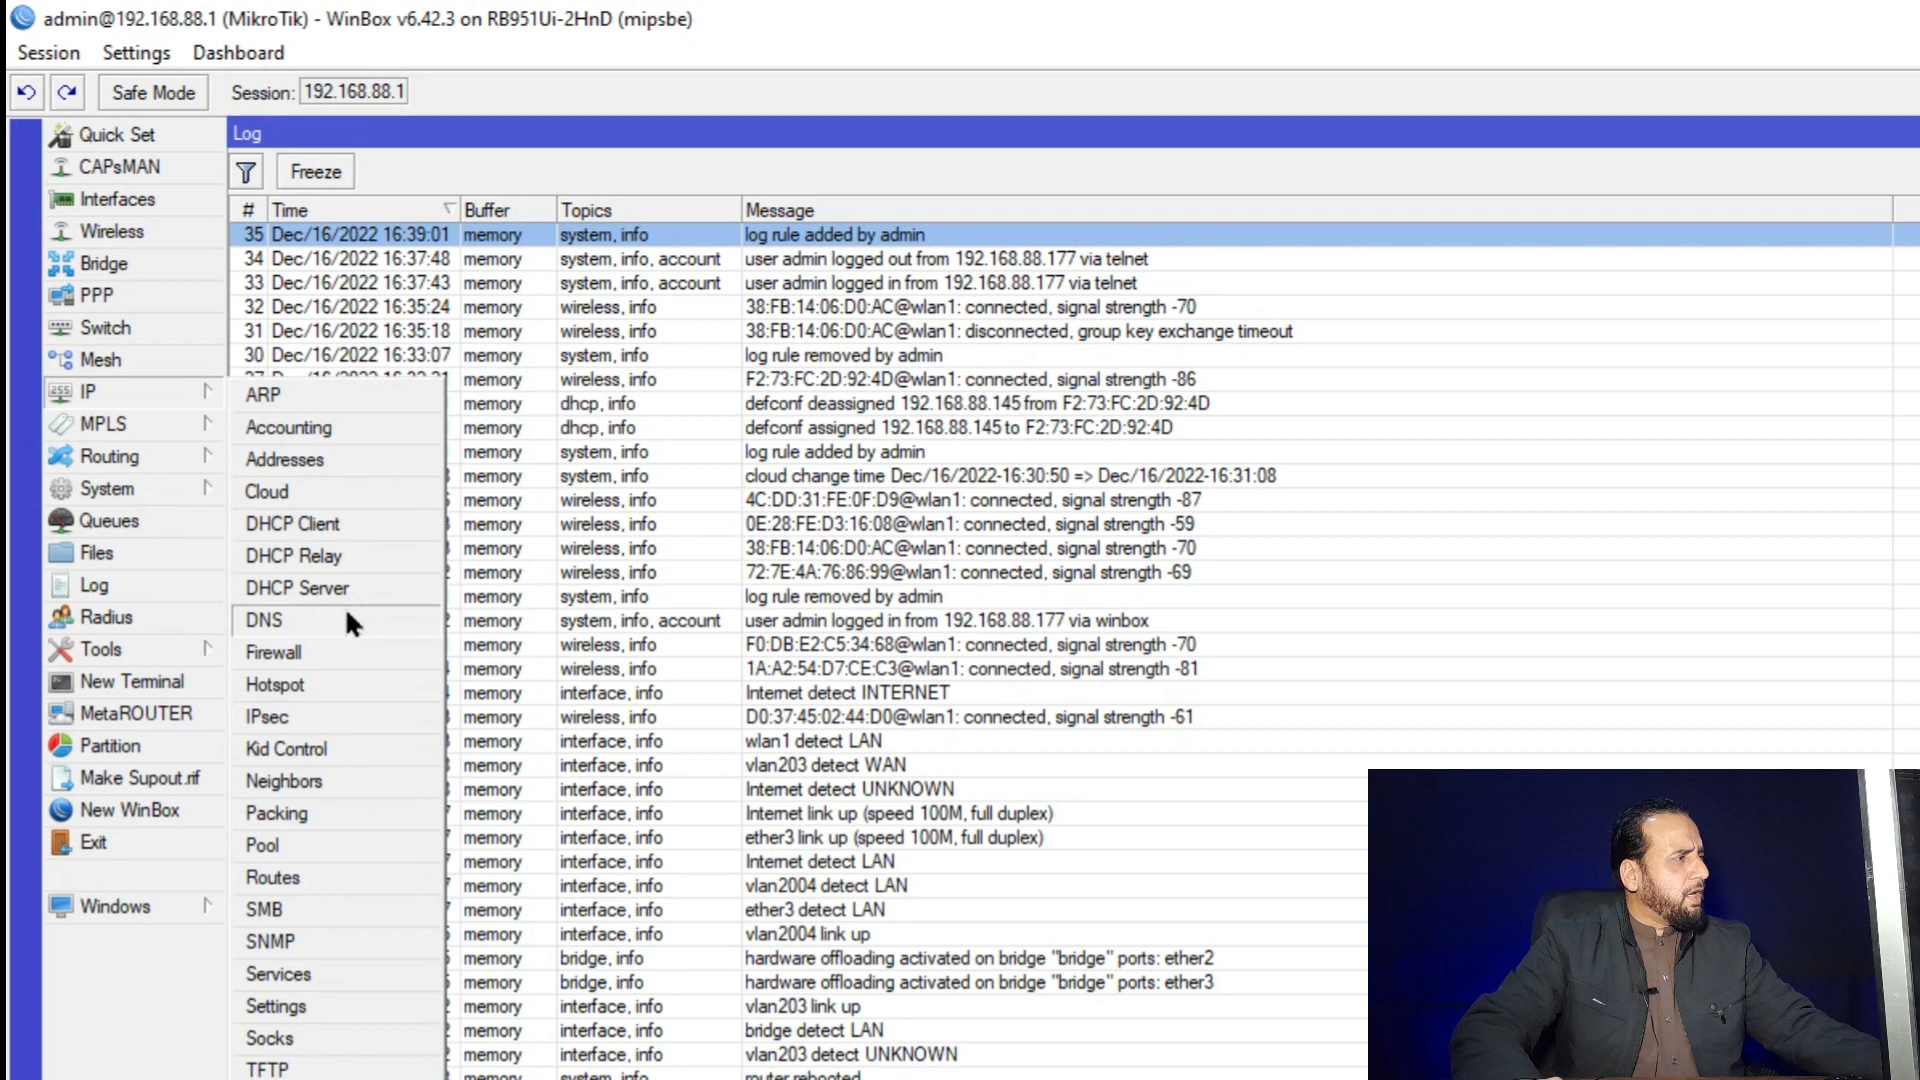 admin@192.168.88.1 (MikroTik) - WinBox v6.42.3 on RB951Ui-2HnD (mipsbe)
Session Settings Dashboard
Safe Mode Session: 192.168.88.1
Quick Set
CAPsMAN
Interfaces
Wireless
Bridge
PPP
Switch
Mesh
IP
MPLS
Routing
System
Queues
Files
Log
Radius
Tools
New Terminal
MetaROUTER
Partition
Make Supout.rif
New WinBox
Exit
Windows
ARP
Accounting
Addresses
Cloud
DHCP Client
DHCP Relay
DHCP Server
DNS
Firewall
Hotspot
IPsec
Kid Control
Neighbors
Packing
Pool
Routes
SMB
SNMP
Services
Settings
Socks
TFTP
Log
Freeze
# Time Buffer Topics Message
35 Dec/16/2022 16:39:01 memory system, info log rule added by admin
34 Dec/16/2022 16:37:48 memory system, info, account user admin logged out from 192.168.88.177 via telnet
33 Dec/16/2022 16:37:43 memory system, info, account user admin logged in from 192.168.88.177 via telnet
32 Dec/16/2022 16:35:24 memory wireless, info 38:FB:14:06:D0:AC@wlan1: connected, signal strength -70
31 Dec/16/2022 16:35:18 memory wireless, info 38:FB:14:06:D0:AC@wlan1: disconnected, group key exchange timeout
30 Dec/16/2022 16:33:07 memory system, info log rule removed by admin
memory wireless, info F2:73:FC:2D:92:4D@wlan1: connected, signal strength -86
memory dhcp, info defconf deassigned 192.168.88.145 from F2:73:FC:2D:92:4D
memory dhcp, info defconf assigned 192.168.88.145 to F2:73:FC:2D:92:4D
memory system, info log rule added by admin
memory system, info cloud change time Dec/16/2022-16:30:50 => Dec/16/2022-16:31:08
memory wireless, info 4C:DD:31:FE:0F:D9@wlan1: connected, signal strength -87
memory wireless, info 0E:28:FE:D3:16:08@wlan1: connected, signal strength -59
memory wireless, info 38:FB:14:06:D0:AC@wlan1: connected, signal strength -70
memory wireless, info 72:7E:4A:76:86:99@wlan1: connected, signal strength -69
memory system, info log rule removed by admin
memory system, info, account user admin logged in from 192.168.88.177 via winbox
memory wireless, info F0:DB:E2:C5:34:68@wlan1: connected, signal strength -70
memory wireless, info 1A:A2:54:D7:CE:C3@wlan1: connected, signal strength -81
memory interface, info Internet detect INTERNET
memory wireless, info D0:37:45:02:44:D0@wlan1: connected, signal strength -61
memory interface, info wlan1 detect LAN
memory interface, info vlan203 detect WAN
memory interface, info Internet detect UNKNOWN
memory interface, info Internet link up (speed 100M, full duplex)
memory interface, info ether3 link up (speed 100M, full duplex)
memory interface, info Internet detect LAN
memory interface, info vlan2004 detect LAN
memory interface, info ether3 detect LAN
memory interface, info vlan2004 link up
memory bridge, info hardware offloading activated on bridge "bridge" ports: ether2
memory bridge, info hardware offloading activated on bridge "bridge" ports: ether3
memory interface, info vlan203 link up
memory interface, info bridge detect LAN
memory interface, info vlan203 detect UNKNOWN
memory system, info router rebooted